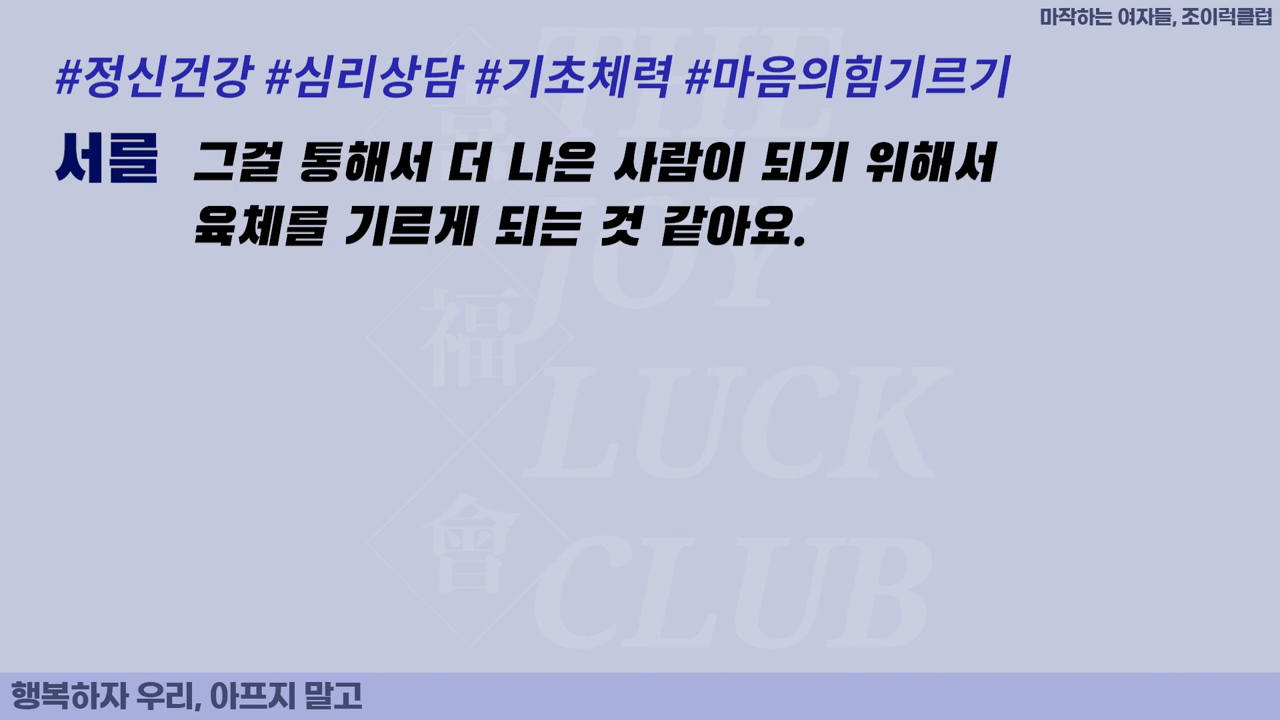 마작하는 여자들, 조이럭클럽
#정신건강 #심리상담 #기초체력 #마음의힘기르기
서를 그걸 통해서 더 나은 사람이 되기 위해서
육체를 기르게 되는 것 같아요.
喜 THE
JOY
福
LUCK
會 CLUB
행복하자 우리, 아프지 말고